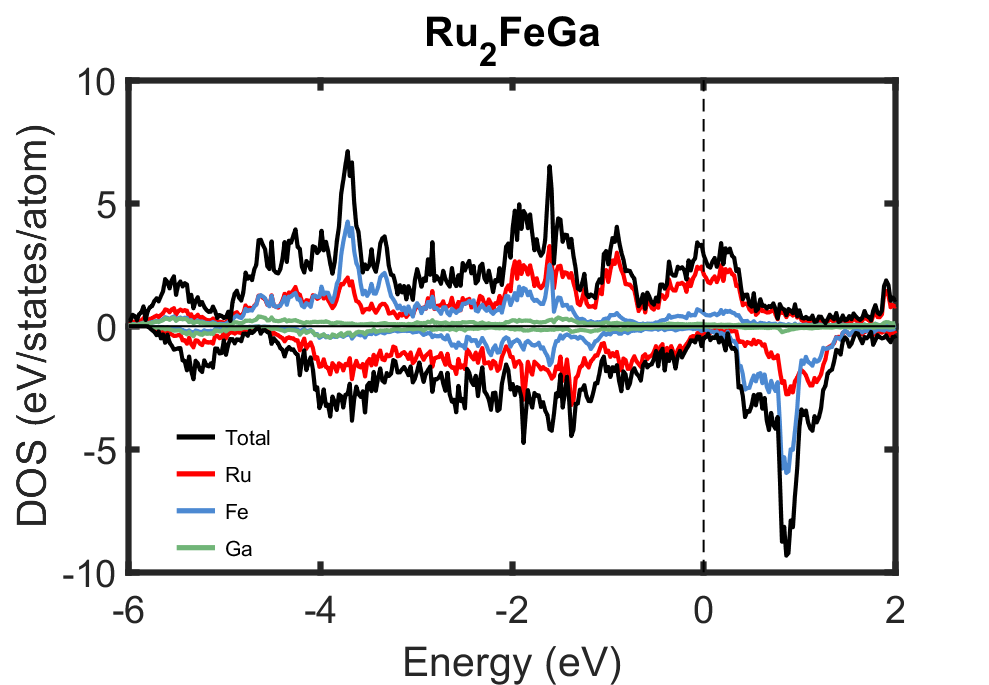 Ru2FeGa
DOS (eV/states/atom)
10
5
0
-5
-10
Total
Ru
Fe
Ga
-6 -4 -2 0 2
Energy (eV)